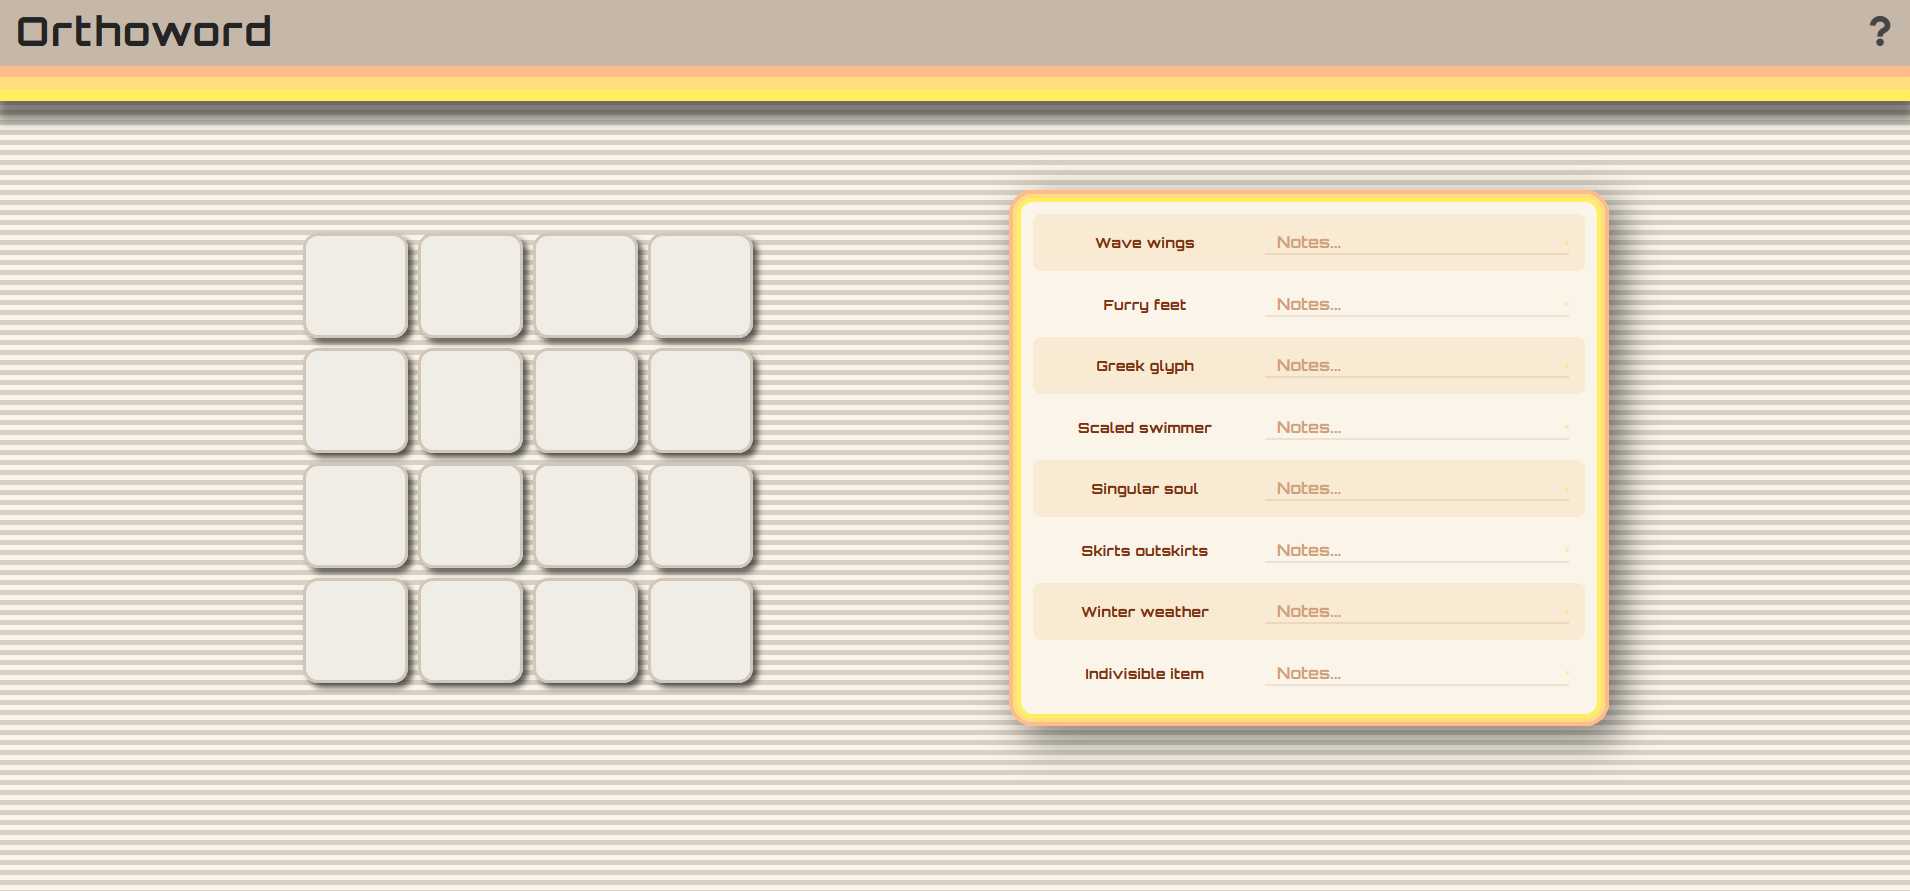 Orthoword ?
Wave wings Notes...
Furry feet Notes...
Greek glyph Notes...
Scaled swimmer Notes...
Singular soul Notes...
Skirts outskirts Notes...
Winter weather Notes...
Indivisible item Notes...